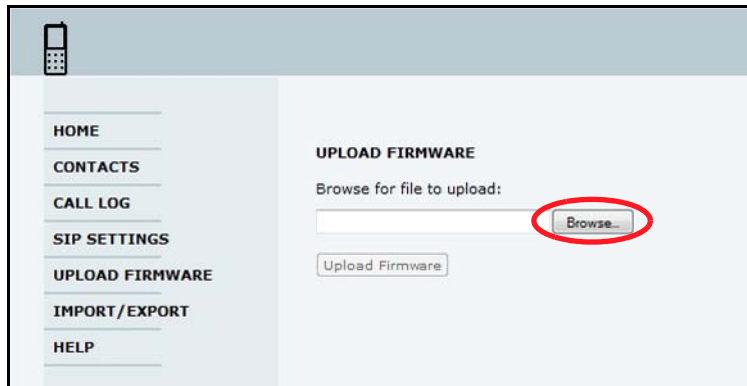 HOME
CONTACTS
CALL LOG
SIP SETTINGS
UPLOAD FIRMWARE
IMPORT/EXPORT
HELP
UPLOAD FIRMWARE
Browse for file to upload:
Browse...
Upload Firmware